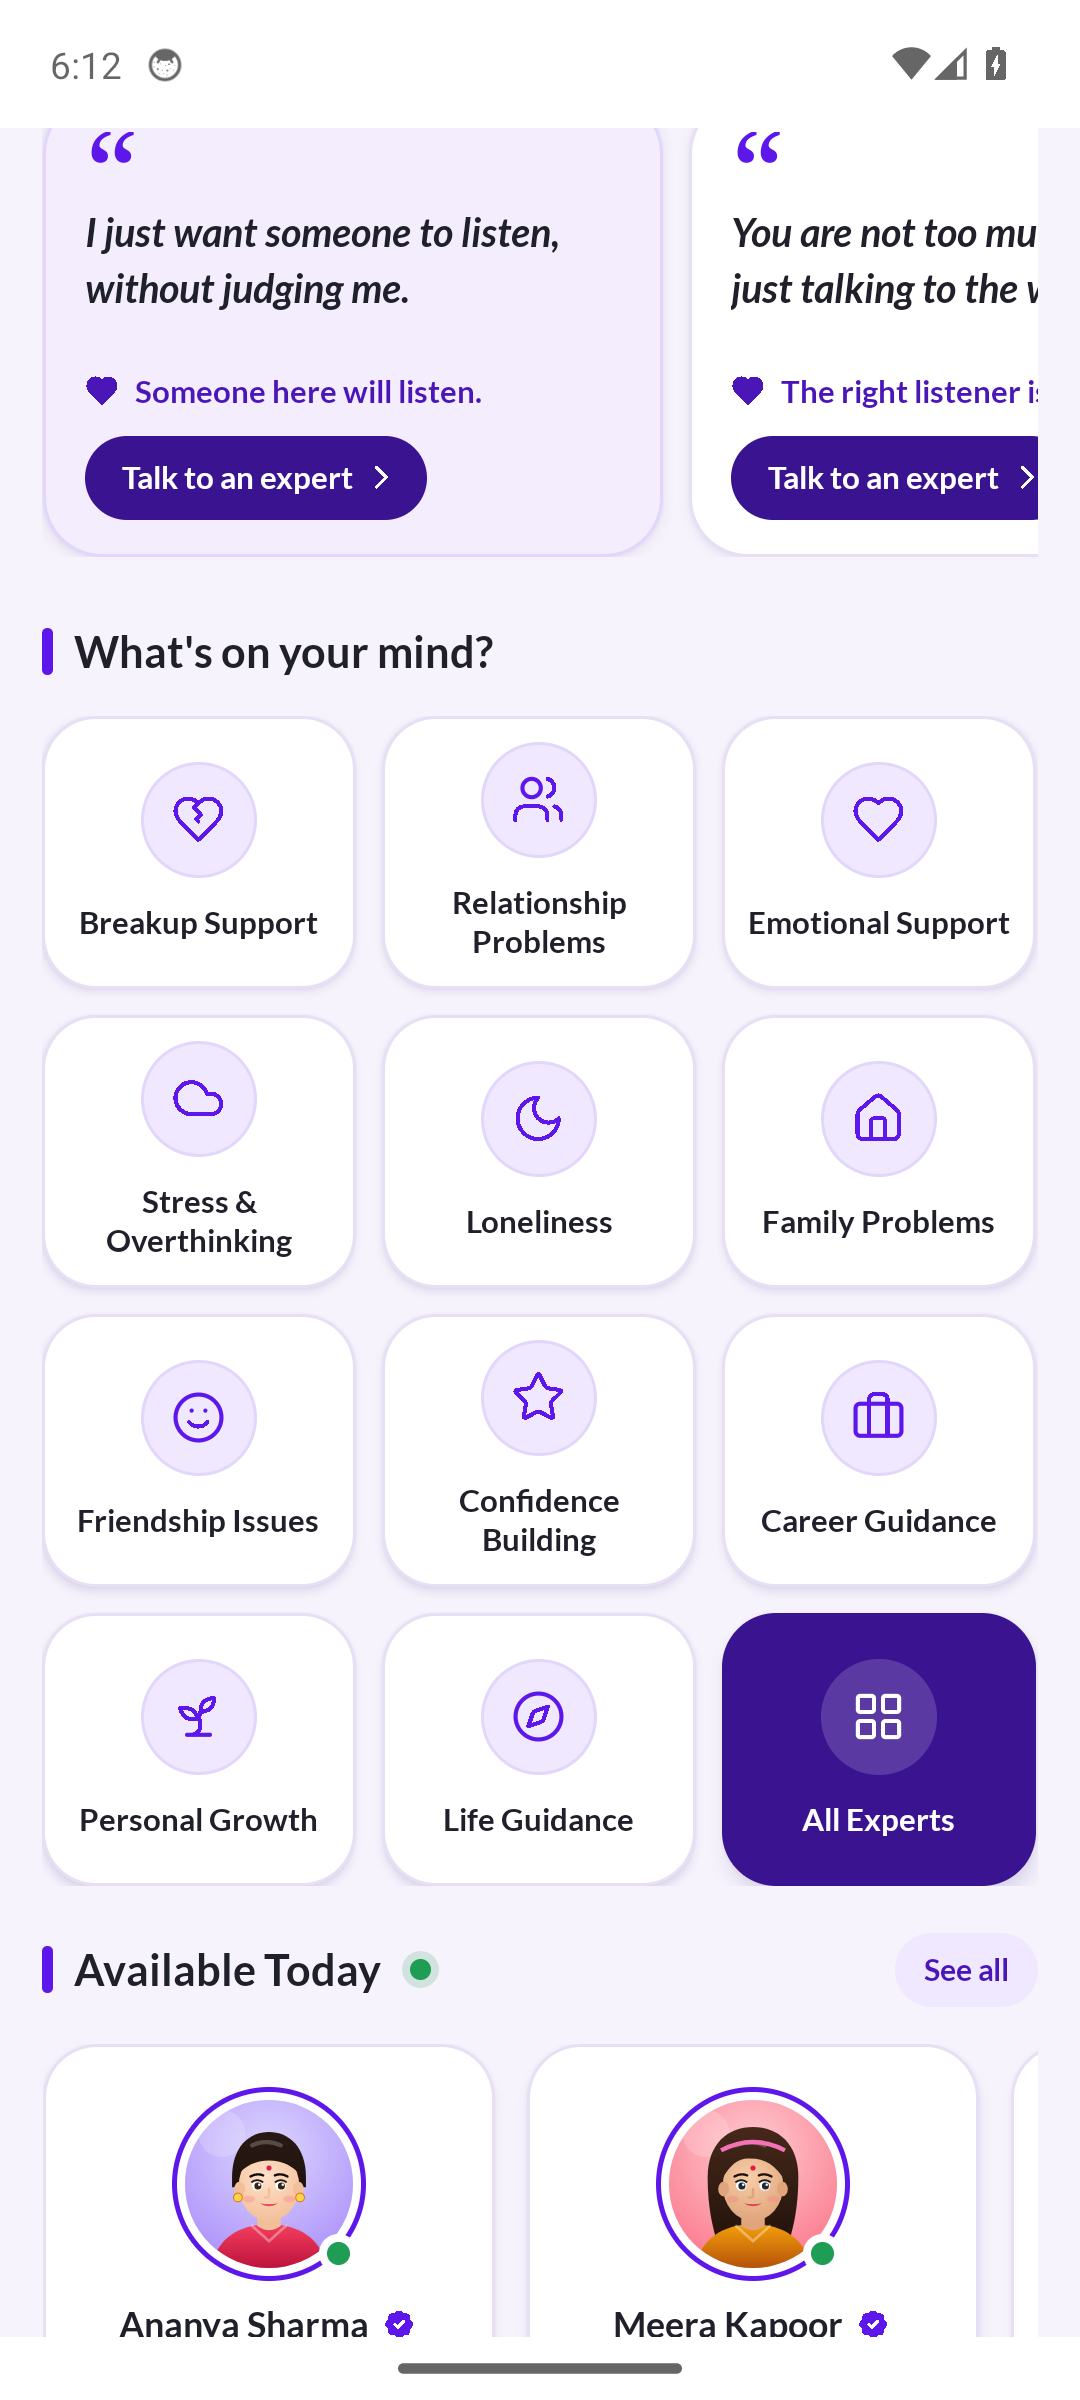 6:12
“
I just want someone to listen,
without judging me.
Someone here will listen.
Talk to an expert
“
You are not too mu
just talking to the
The right listener
Talk to an expert
What's on your mind?
Breakup Support
Relationship
Problems
Emotional Support
Stress &
Overthinking
Loneliness
Family Problems
Friendship Issues
Confidence
Building
Career Guidance
Personal Growth
Life Guidance
All Experts
Available Today
See all
Ananya Sharma
Meera Kapoor